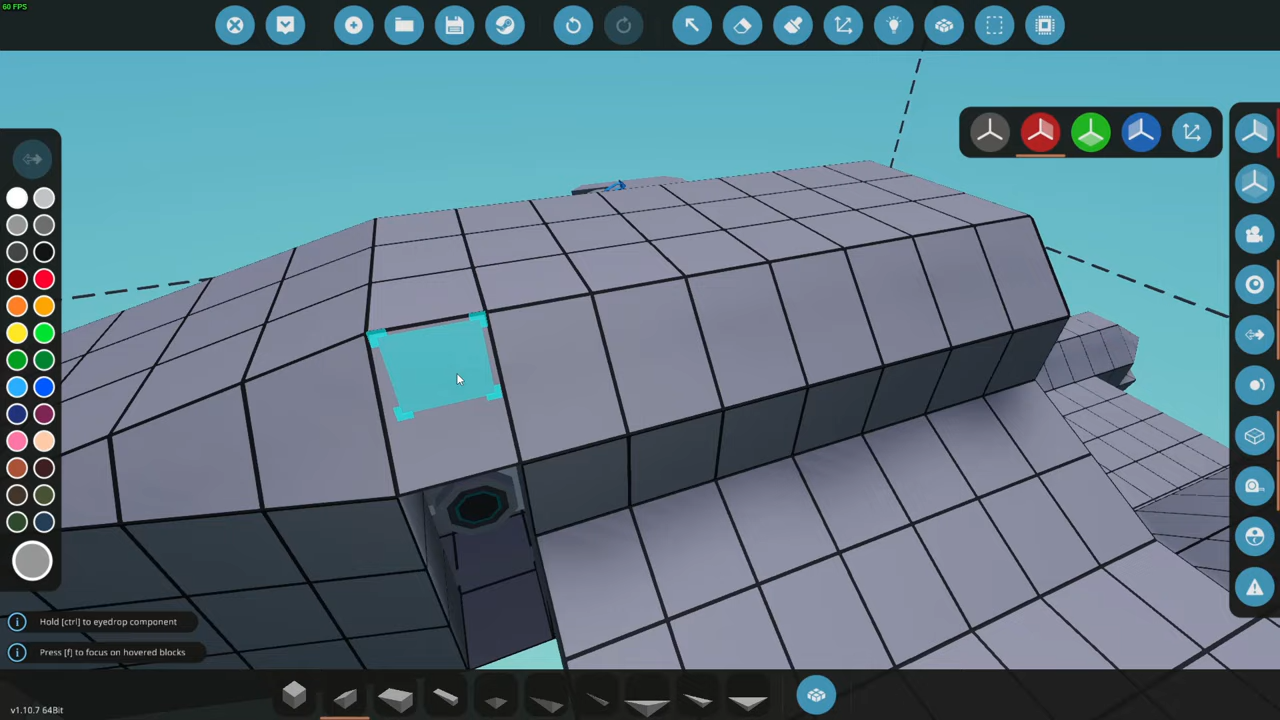 60 FPS
Hold [ctrl] to eyedrop component
Press [f] to focus on hovered blocks
v1.10.7 64Bit